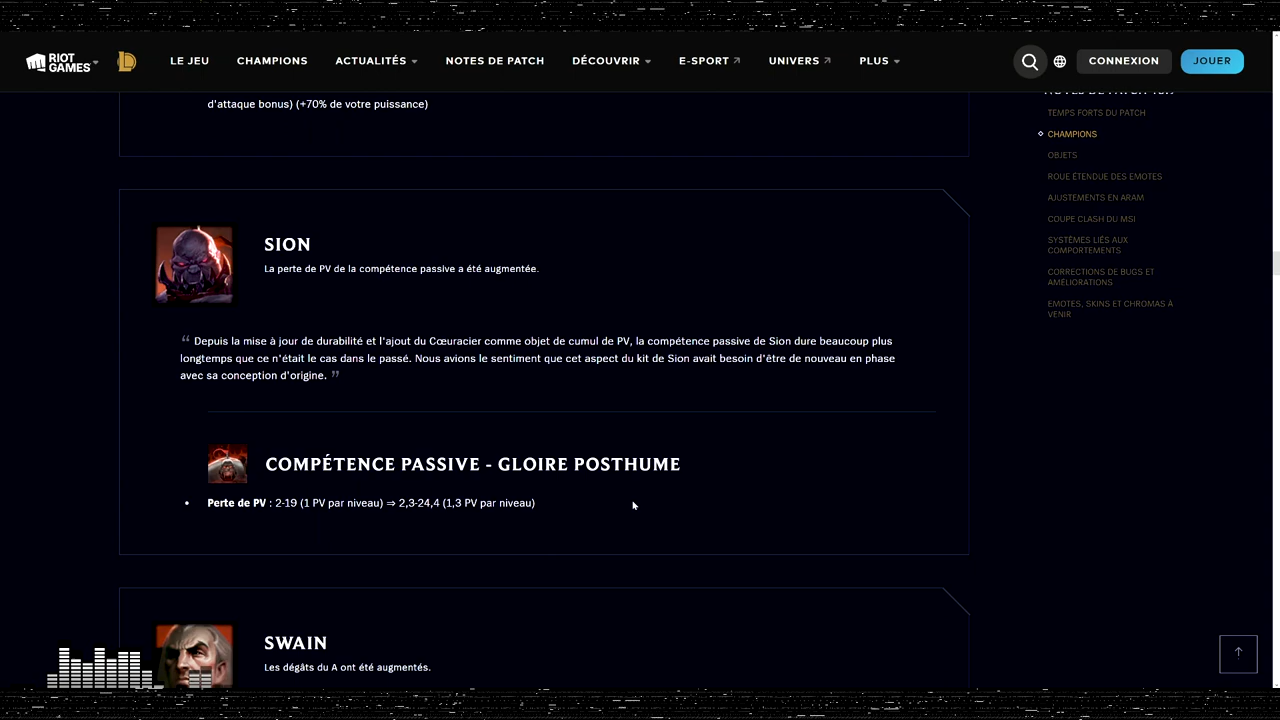 RIOT GAMES
LE JEU
CHAMPIONS
ACTUALITÉS
NOTES DE PATCH
DÉCOUVRIR
E-SPORT
UNIVERS
PLUS
CONNEXION
JOUER
d'attaque bonus) (+70% de votre puissance)
SION
La perte de PV de la compétence passive a été augmentée.
“ Depuis la mise à jour de durabilité et l'ajout du Cœuracier comme objet de cumul de PV, la compétence passive de Sion dure beaucoup plus
longtemps que ce n'était le cas dans le passé. Nous avions le sentiment que cet aspect du kit de Sion avait besoin d'être de nouveau en phase
avec sa conception d'origine. ”
COMPÉTENCE PASSIVE - GLOIRE POSTHUME
• Perte de PV : 2-19 (1 PV par niveau) ⇒ 2,3-24,4 (1,3 PV par niveau)
SWAIN
Les dégâts du A ont été augmentés.
TEMPS FORTS DU PATCH
CHAMPIONS
OBJETS
ROUE ÉTENDUE DES EMOTES
AJUSTEMENTS EN ARAM
COUPE CLASH DU MSI
SYSTÈMES LIÉS AUX
COMPORTEMENTS
CORRECTIONS DE BUGS ET
AMÉLIORATIONS
EMOTES, SKINS ET CHROMAS À
VENIR